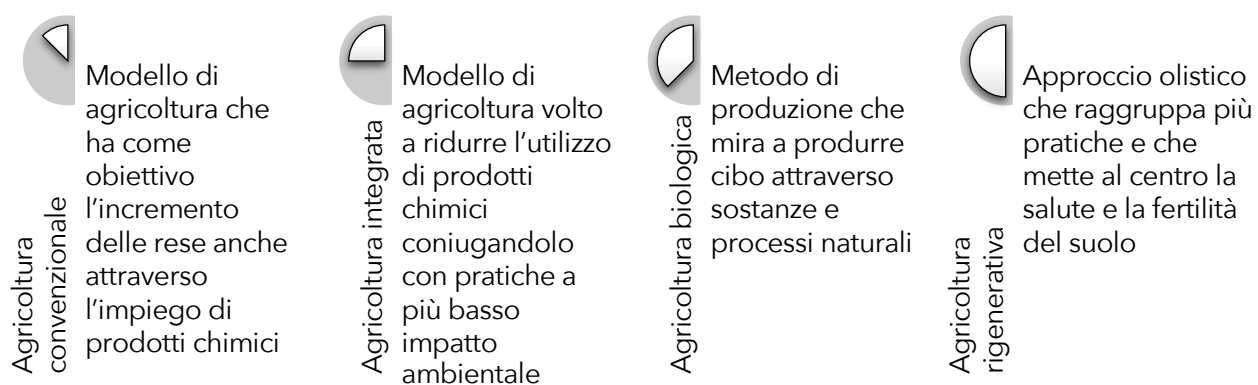 Agricoltura
convenzionale
Modello di
agricoltura che
ha come
obiettivo
l’incremento
delle rese anche
attraverso
l’impiego di
prodotti chimici
Agricoltura integrata
Modello di
agricoltura volto
a ridurre l’utilizzo
di prodotti
chimici
coniugandolo
con pratiche a
più basso
impatto
ambientale
Agricoltura biologica
Metodo di
produzione che
mira a produrre
cibo attraverso
sostanze e
processi naturali
Agricoltura
rigenerativa
Approccio olistico
che raggruppa più
pratiche e che
mette al centro la
salute e la fertilità
del suolo